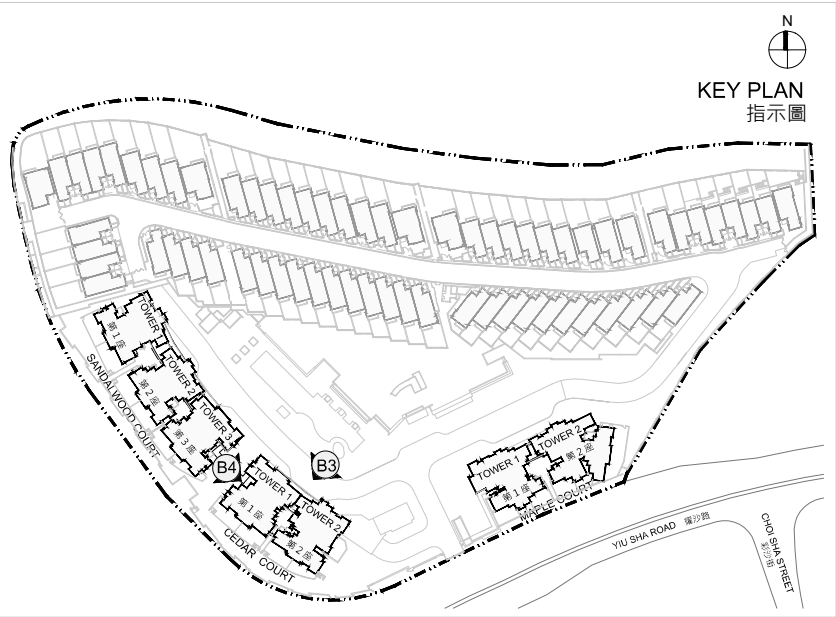 N
KEY PLAN
指示圖
TOWER
第 1 座
TOWER 2
第 2 座
TOWER 3
第 3 座
SANDALWOOD COURT
B4
B3
TOWER 1
第 1 座
TOWER 2
第 2 座
CEDAR COURT
TOWER 1
第 1 座
TOWER 2
第 2 座
MAPLE COURT
YIU SHA ROAD 耀沙路
CHOI SHA STREET
彩沙街